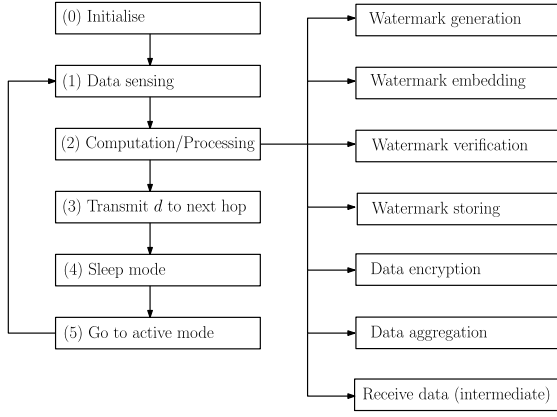 (0) Initialise
(1) Data sensing
(2) Computation/Processing
(3) Transmit d to next hop
(4) Sleep mode
(5) Go to active mode
Watermark generation
Watermark embedding
Watermark verification
Watermark storing
Data encryption
Data aggregation
Receive data (intermediate)